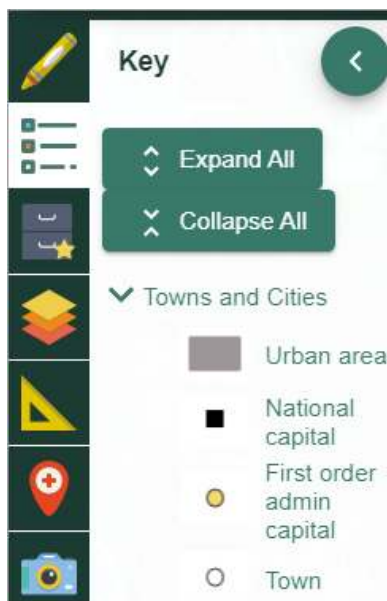 Key
Expand All
Collapse All
Towns and Cities
Urban area
National
capital
First order
admin
capital
Town